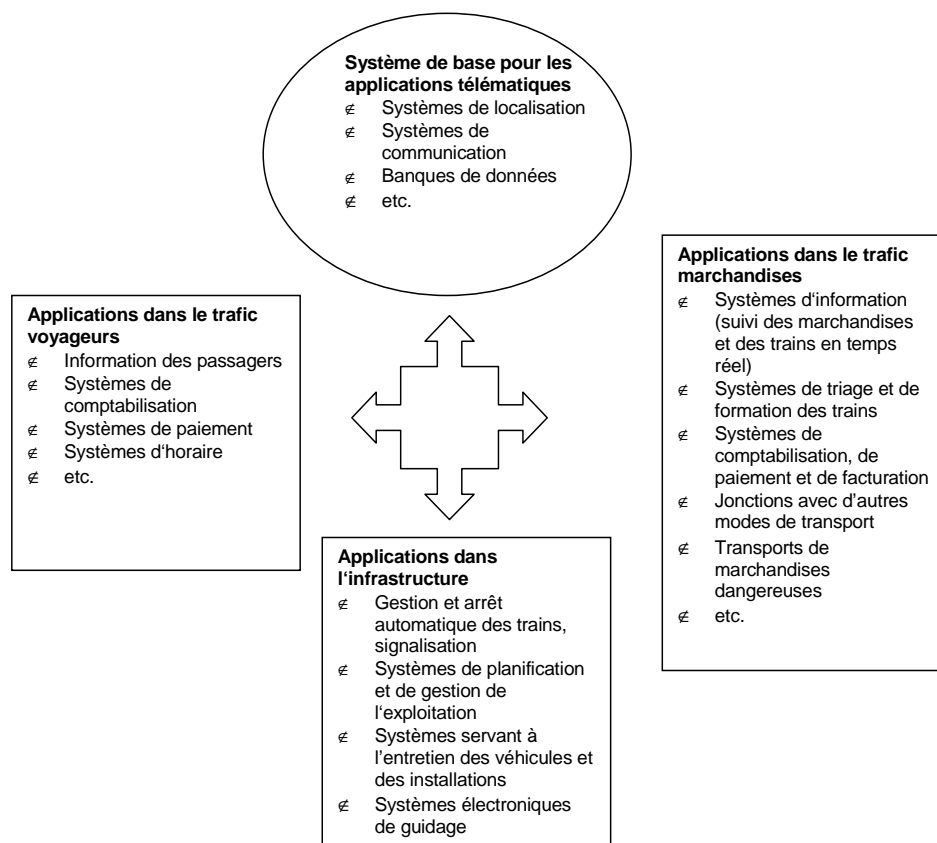 Système de base pour les
applications télématiques
∉ Systèmes de localisation
∉ Systèmes de
communication
∉ Banques de données
∉ etc.
Applications dans le trafic
voyageurs
∉ Information des passagers
∉ Systèmes de
comptabilisation
∉ Systèmes de paiement
∉ Systèmes d‘horaire
∉ etc.
Applications dans le trafic
marchandises
∉ Systèmes d‘information
(suivi des marchandises
et des trains en temps
réel)
∉ Systèmes de triage et de
formation des trains
∉ Systèmes de
comptabilisation, de
paiement et de facturation
∉ Jonctions avec d’autres
modes de transport
∉ Transports de
marchandises
dangereuses
∉ etc.
Applications dans
l‘infrastructure
∉ Gestion et arrêt
automatique des trains,
signalisation
∉ Systèmes de planification
et de gestion de
l‘exploitation
∉ Systèmes servant à
l’entretien des véhicules et
des installations
∉ Systèmes électroniques
de guidage